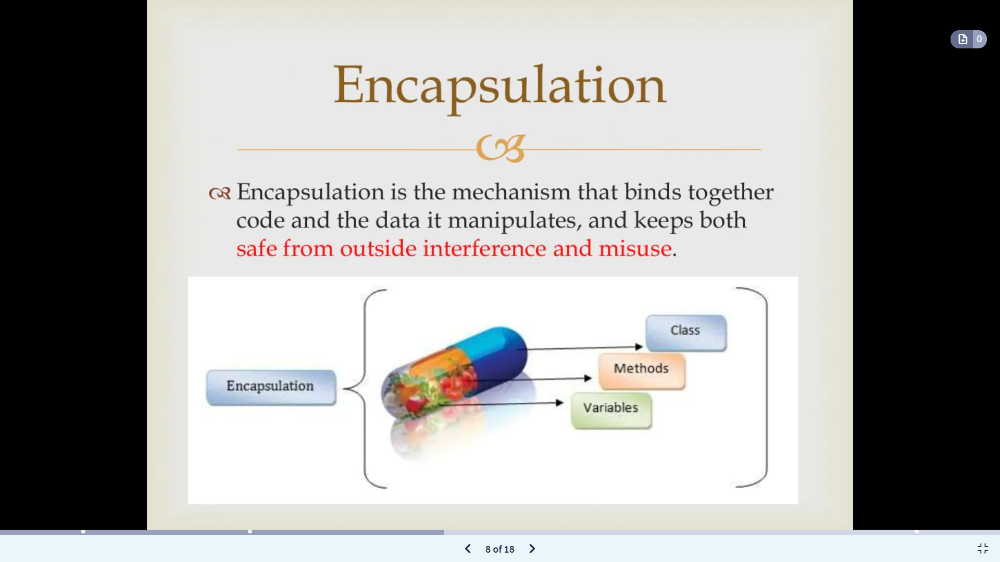 0
Encapsulation
Encapsulation is the mechanism that binds together
code and the data it manipulates, and keeps both
safe from outside interference and misuse.
Class
Methods
Encapsulation
Variables
8 of 18